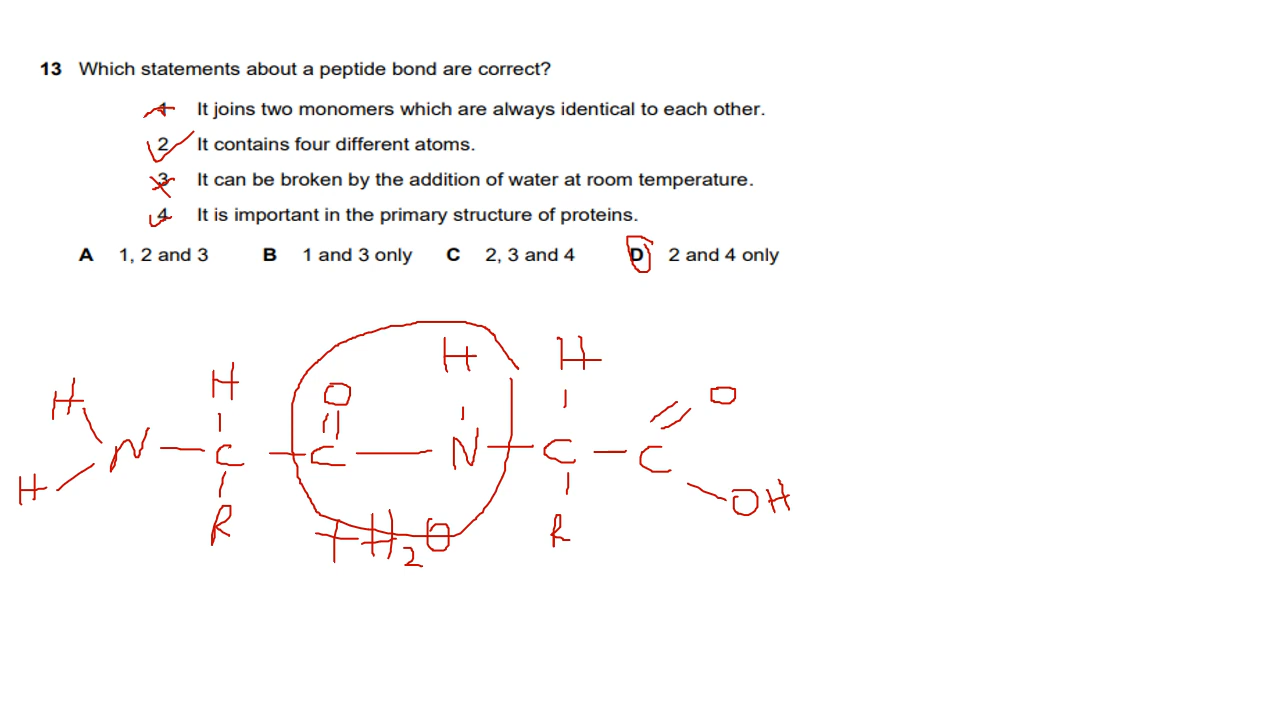 13 Which statements about a peptide bond are correct?
1 It joins two monomers which are always identical to each other.
2 It contains four different atoms.
3 It can be broken by the addition of water at room temperature.
4 It is important in the primary structure of proteins.
A 1, 2 and 3 B 1 and 3 only C 2, 3 and 4 D 2 and 4 only
H H
H H O O
N C C N C C
H OH
R R
+H2O